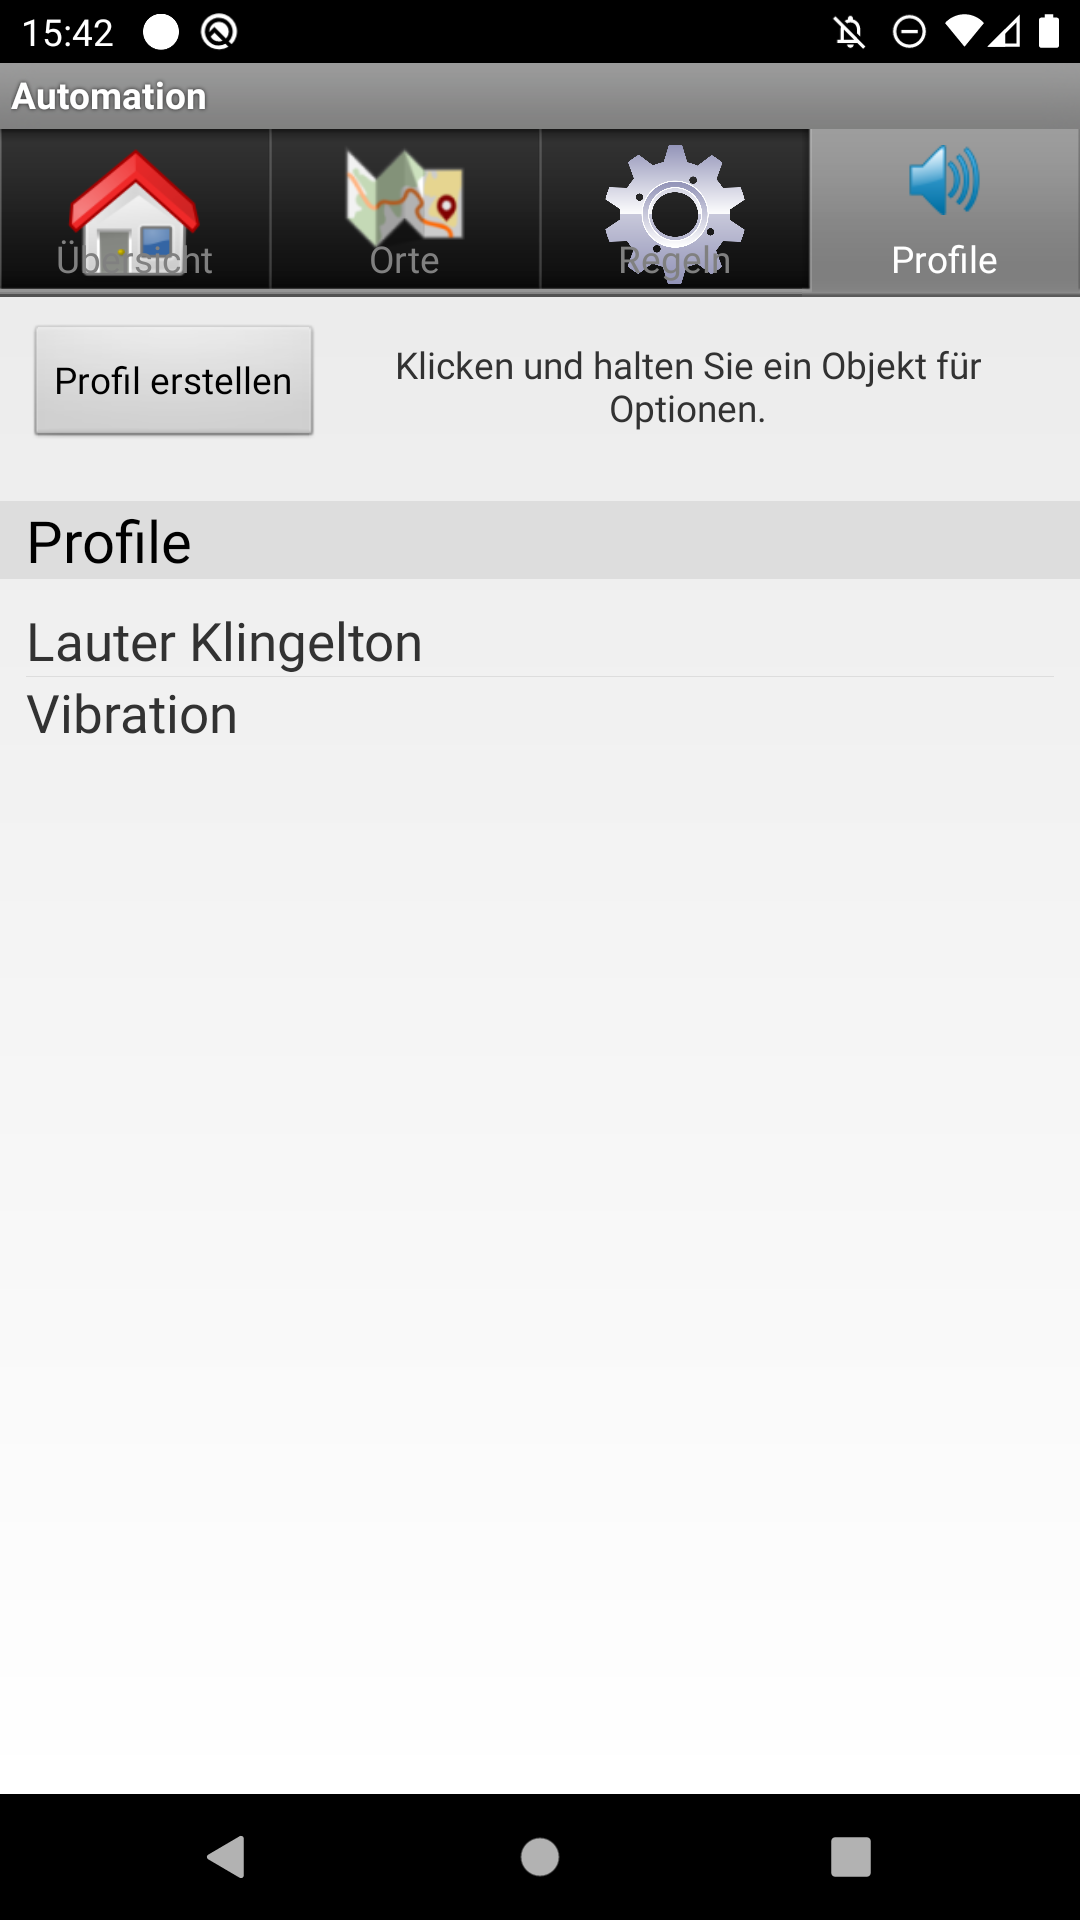 15:42
Automation
Übersicht
Orte
Regeln
Profile
Profil erstellen
Klicken und halten Sie ein Objekt für
Optionen.
Profile
Lauter Klingelton
Vibration